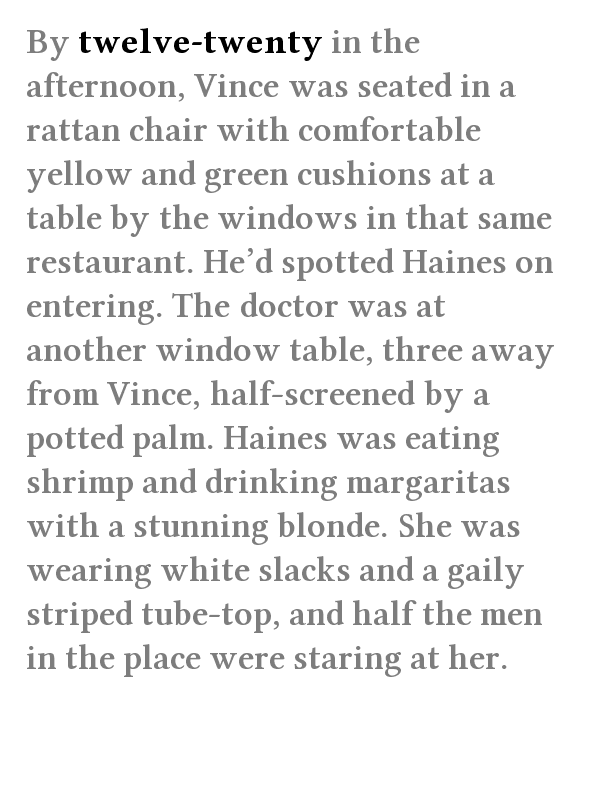 By twelve-twenty in the
afternoon, Vince was seated in a
rattan chair with comfortable
yellow and green cushions at a
table by the windows in that same
restaurant. He’d spotted Haines on
entering. The doctor was at
another window table, three away
from Vince, half-screened by a
potted palm. Haines was eating
shrimp and drinking margaritas
with a stunning blonde. She was
wearing white slacks and a gaily
striped tube-top, and half the men
in the place were staring at her.